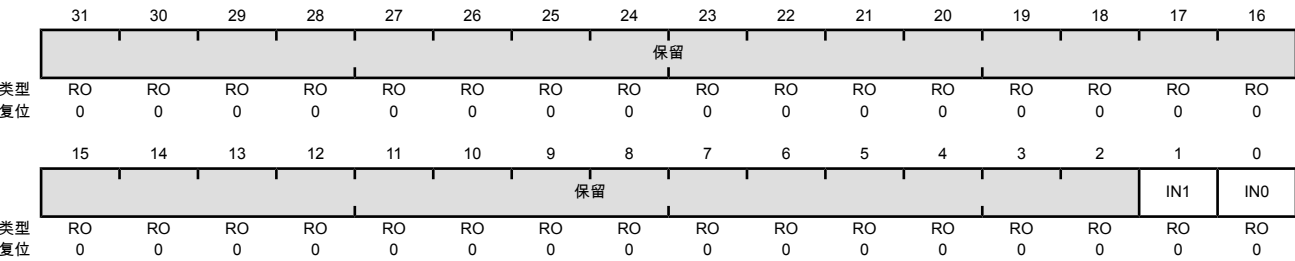 31 30 29 28 27 26 25 24 23 22 21 20 19 18 17 16
保留
类型 RO RO RO RO RO RO RO RO RO RO RO RO RO RO RO RO
复位 0 0 0 0 0 0 0 0 0 0 0 0 0 0 0 0
15 14 13 12 11 10 9 8 7 6 5 4 3 2 1 0
保留 IN1 IN0
类型 RO RO RO RO RO RO RO RO RO RO RO RO RO RO RO RO
复位 0 0 0 0 0 0 0 0 0 0 0 0 0 0 0 0